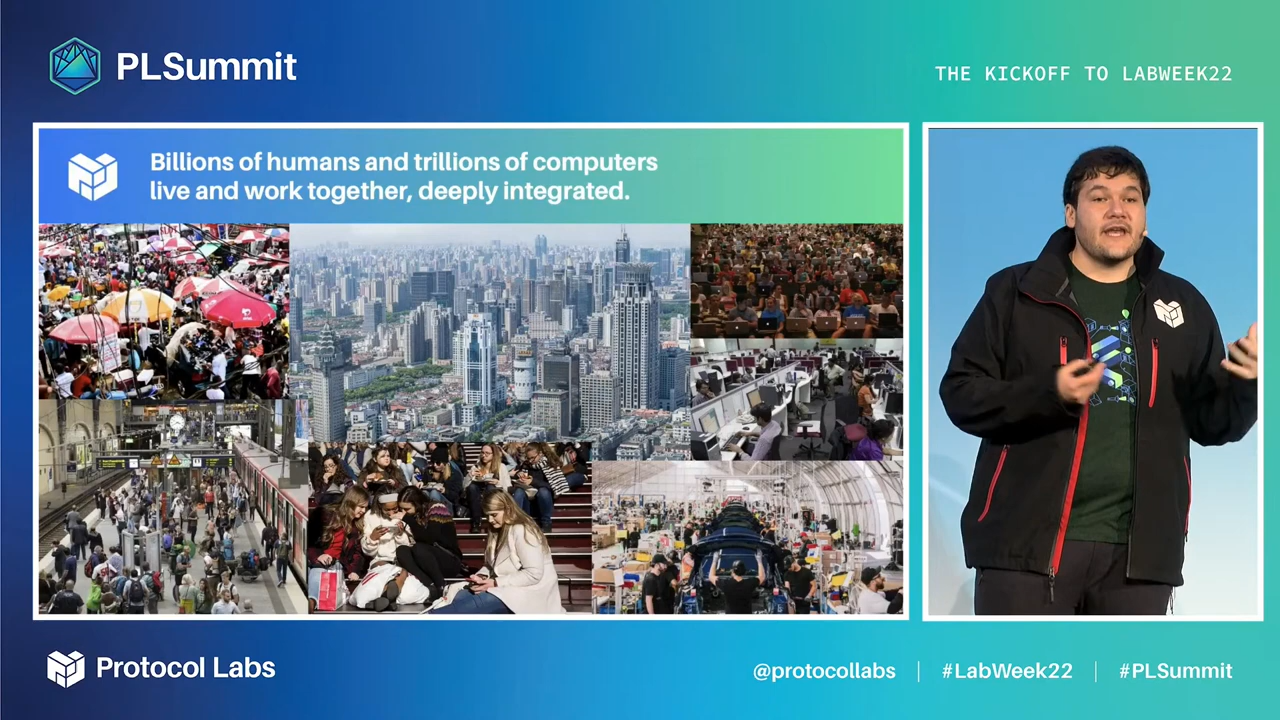 PLSummit
THE KICKOFF TO LABWEEK22
Billions of humans and trillions of computers
live and work together, deeply integrated.
Protocol Labs
@protocollabs | #LabWeek22 | #PLSummit